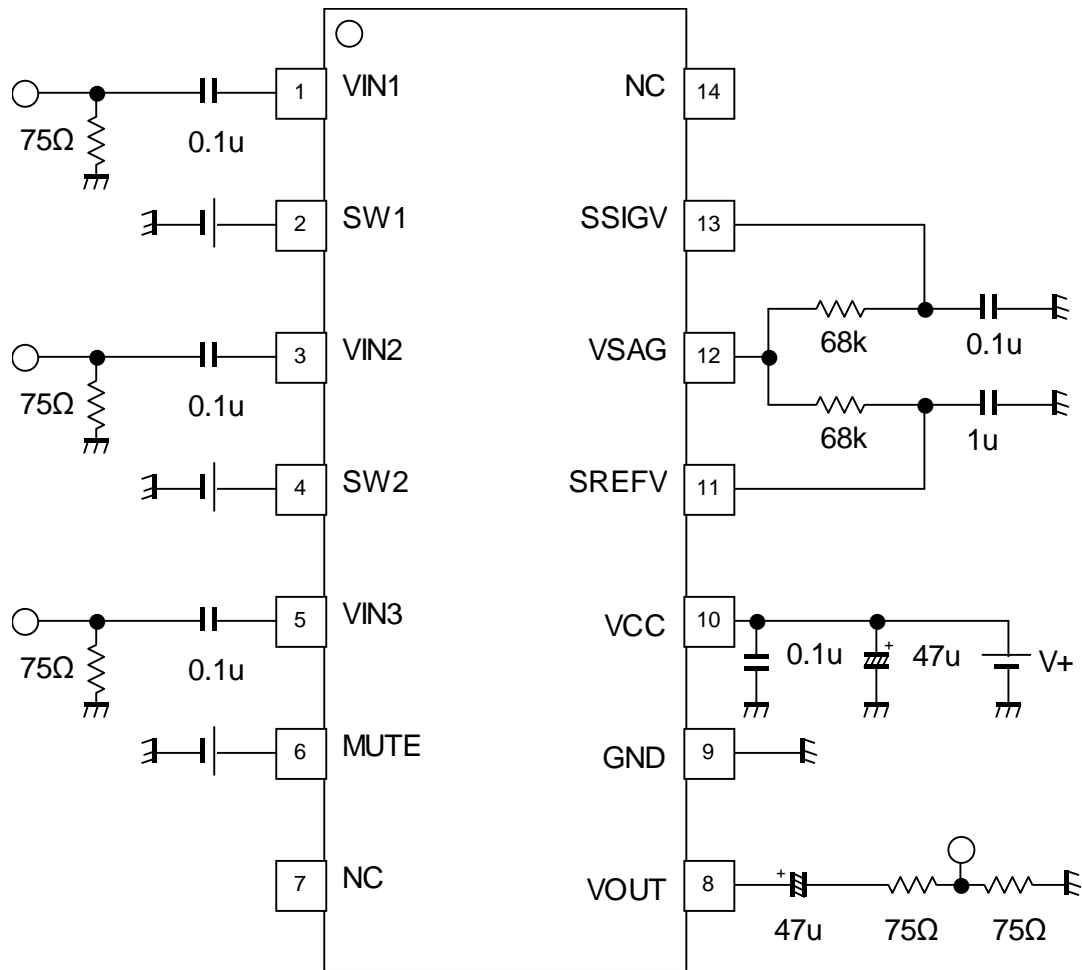 1 VIN1
NC 14
75Ω 0.1u
2 SW1
SSIGV 13
3 VIN2
VSAG 12
68k 0.1u
75Ω 0.1u
68k 1u
4 SW2
SREFV 11
5 VIN3
VCC 10
75Ω 0.1u
0.1u + 47u V+
6 MUTE
GND 9
7 NC
VOUT 8
+
47u 75Ω 75Ω